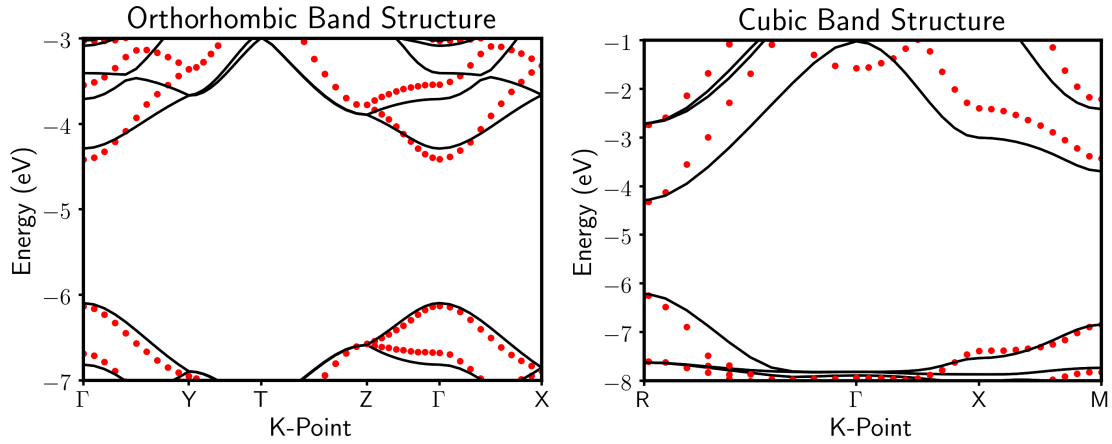 Orthorhombic Band Structure
Energy (eV)
−3
−4
−5
−6
−7
Γ Y T Z Γ X
K-Point
Cubic Band Structure
Energy (eV)
−1
−2
−3
−4
−5
−6
−7
−8
R Γ X M
K-Point